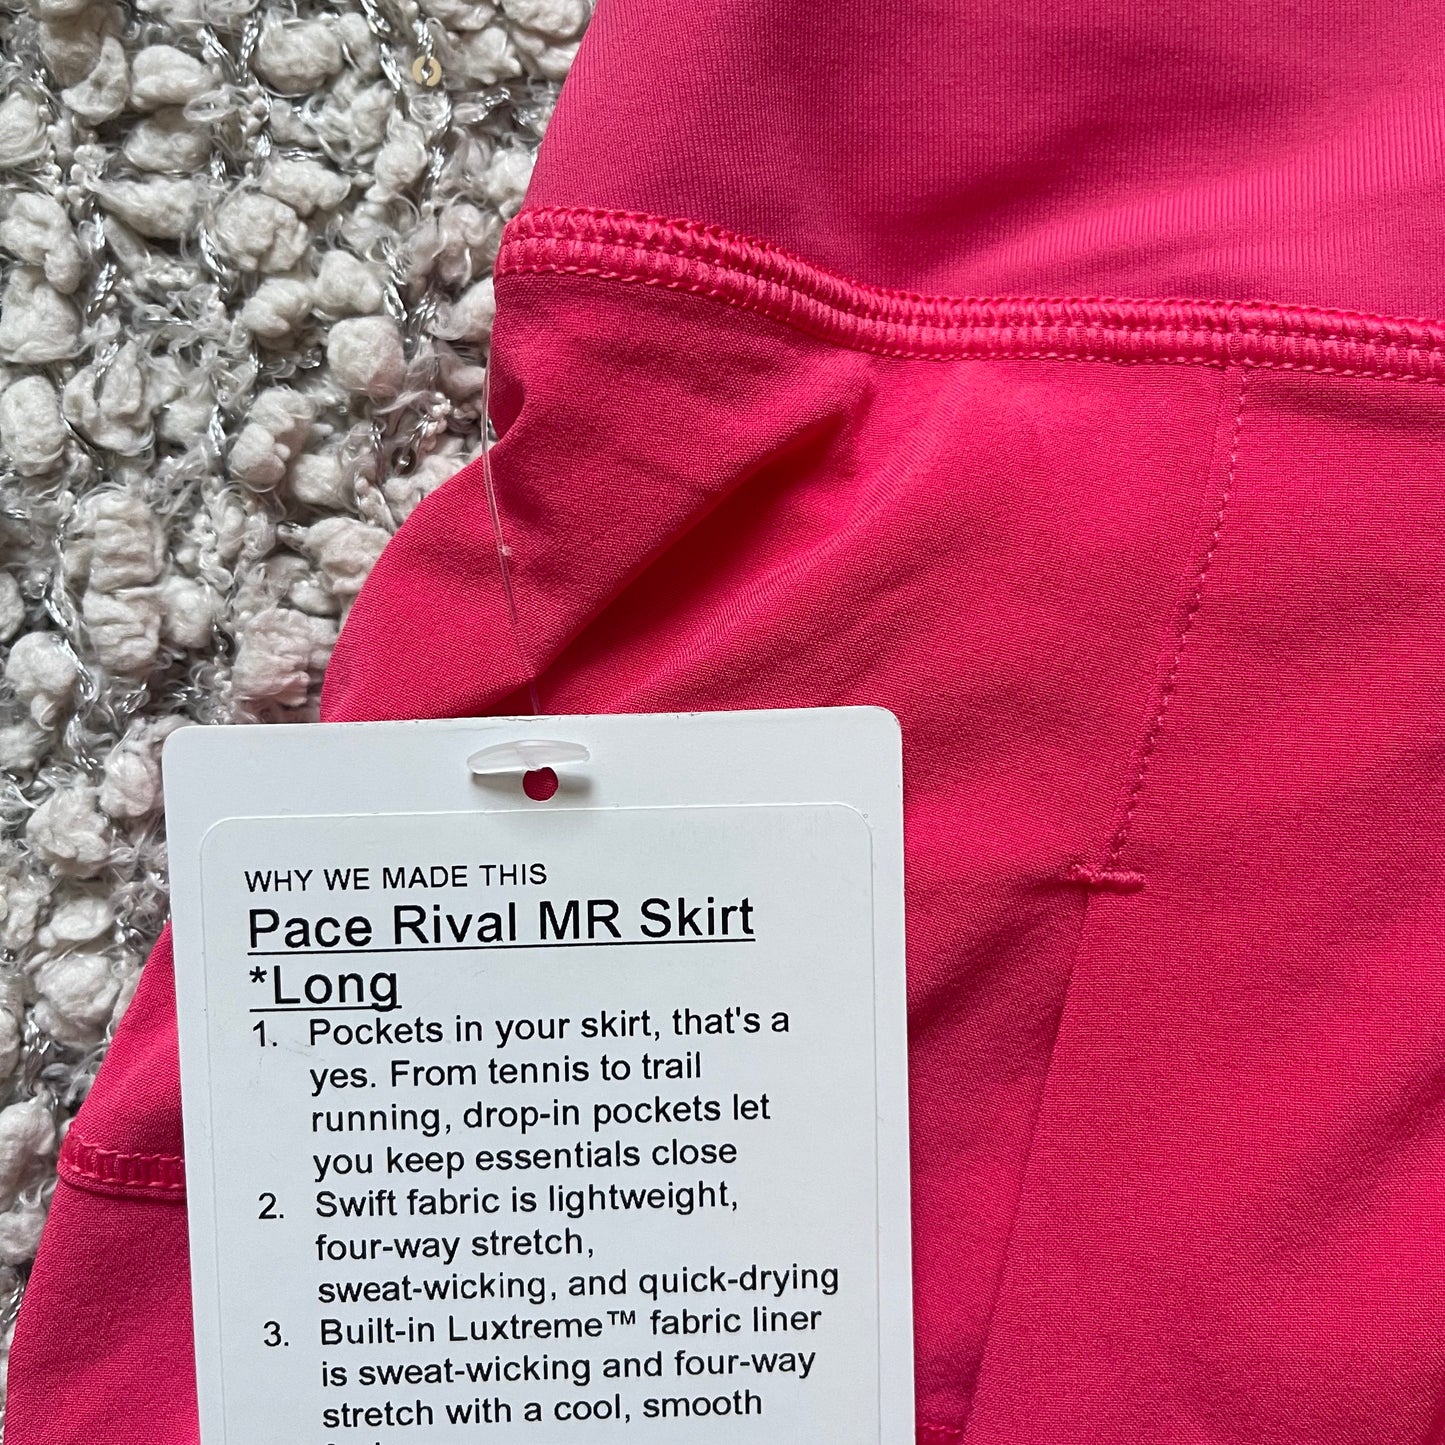 WHY WE MADE THIS
Pace Rival MR Skirt
*Long
1. Pockets in your skirt, that's a
yes. From tennis to trail
running, drop-in pockets let
you keep essentials close
2. Swift fabric is lightweight,
four-way stretch,
sweat-wicking, and quick-drying
3. Built-in Luxtreme™ fabric liner
is sweat-wicking and four-way
stretch with a cool, smooth